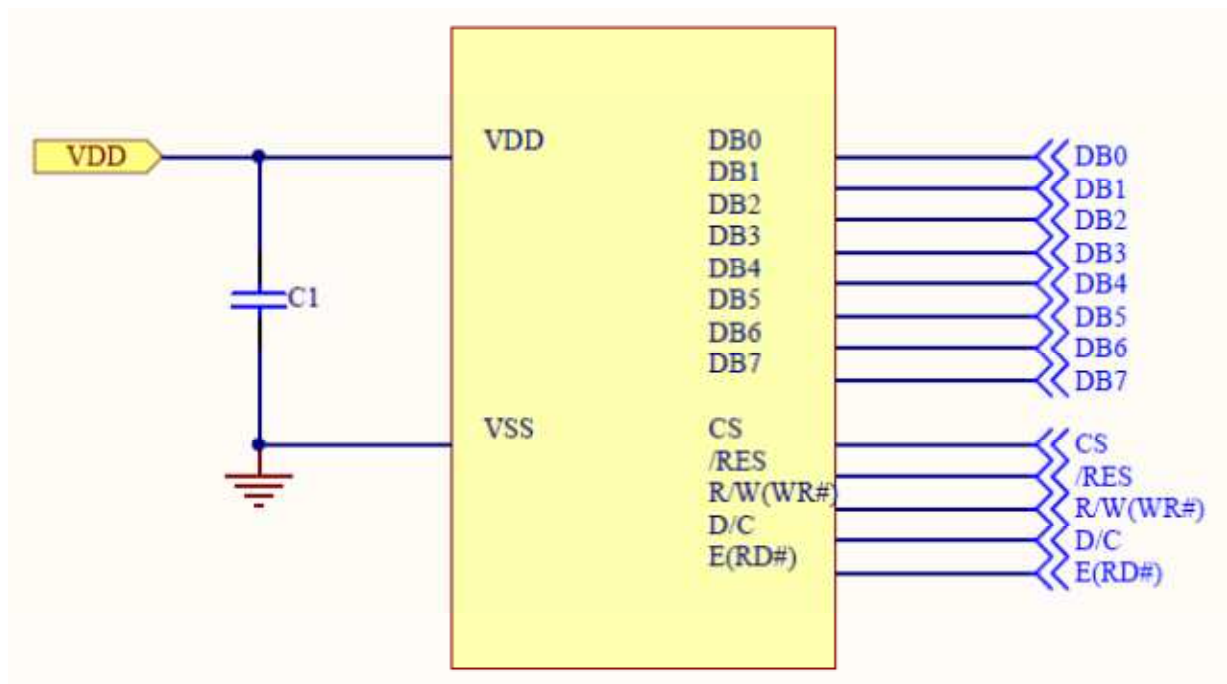 VDD
C1
VDD
VSS
DB0
DB1
DB2
DB3
DB4
DB5
DB6
DB7
CS
/RES
R/W(WR#)
D/C
E(RD#)
DB0
DB1
DB2
DB3
DB4
DB5
DB6
DB7
CS
/RES
R/W(WR#)
D/C
E(RD#)